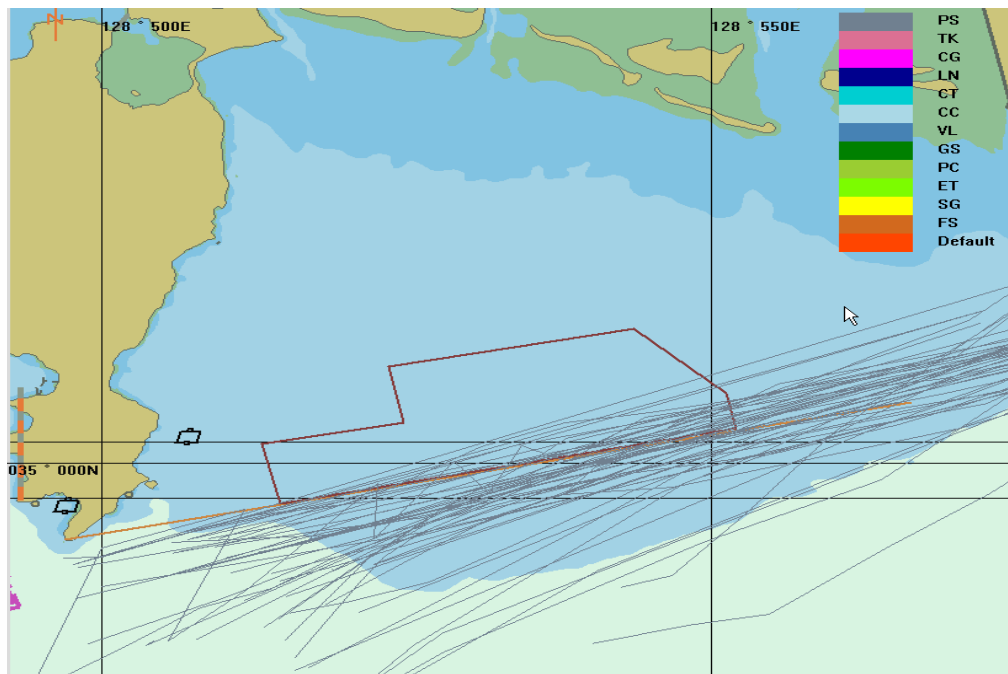 128 ° 500E
128 ° 550E
PS
TK
CG
LN
CT
CC
VL
GS
PC
ET
SG
FS
Default
035 ° 000N